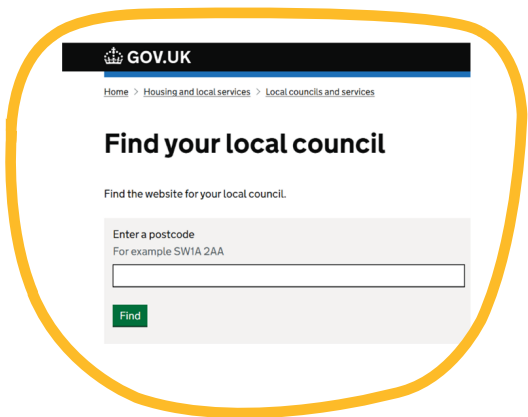 GOV.UK
Home > Housing and local services > Local councils and services
Find your local council
Find the website for your local council.
Enter a postcode
For example SW1A 2AA
Find